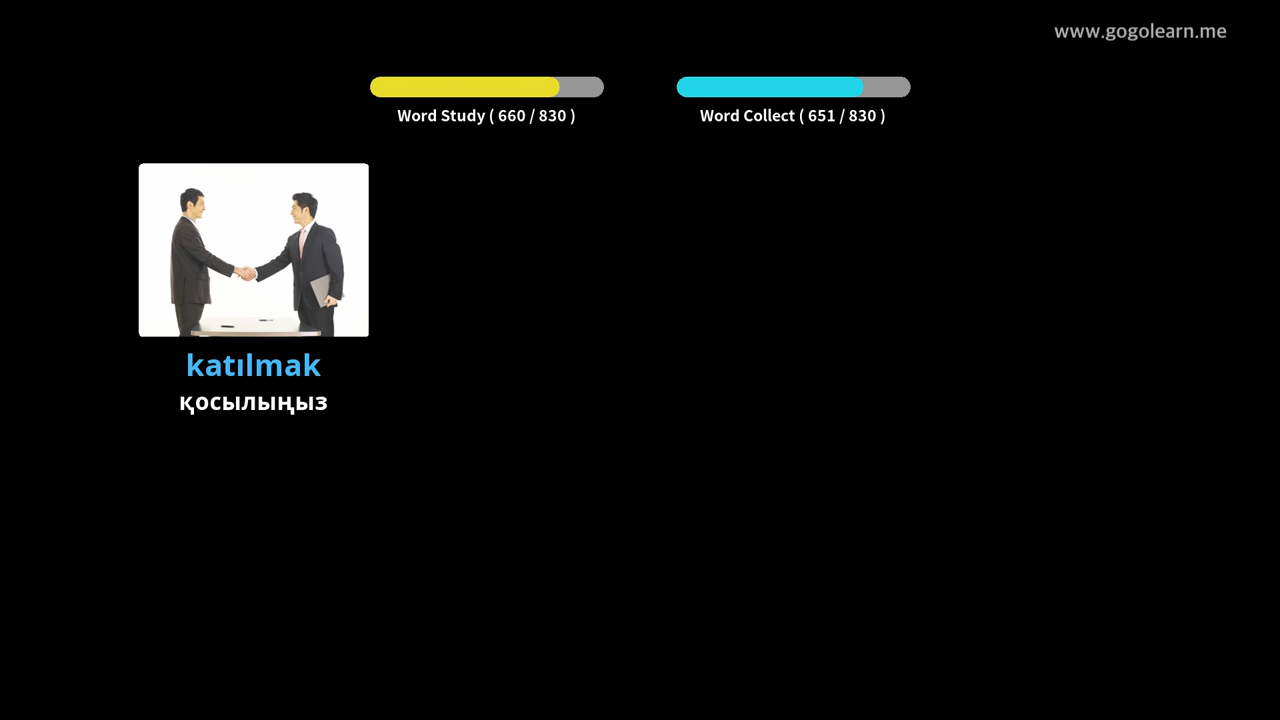 www.gogolearn.me
Word Study ( 660 / 830 )
Word Collect ( 651 / 830 )
katılmak
қосылыңыз